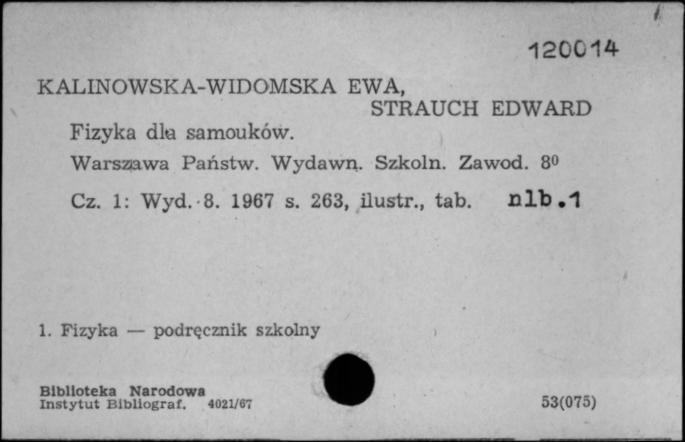 120014
KALINOWSKA-WIDOMSKA EWA,
STRAUCH EDWARD
Fizyka dla samouków.
Warszawa Państw. Wydawn. Szkoln. Zawod. 8⁰
Cz. 1: Wyd. 8. 1967 s. 263, ilustr., tab. nlb.1
1. Fizyka — podręcznik szkolny
Biblioteka Narodowa
Instytut Bibliograf. 4021/67 53(075)